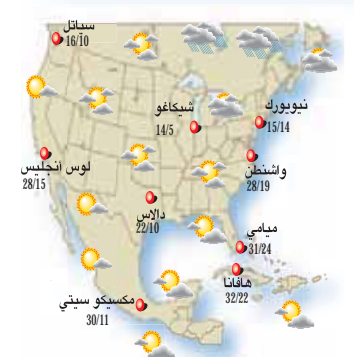 سياتل
16/10
شيكاغو
14/5
نيويورك
15/14
لوس أنجليس
28/15
واشنطن
28/19
دالاس
22/10
ميامي
31/24
هافانا
32/22
مكسيكو سيتي
30/11